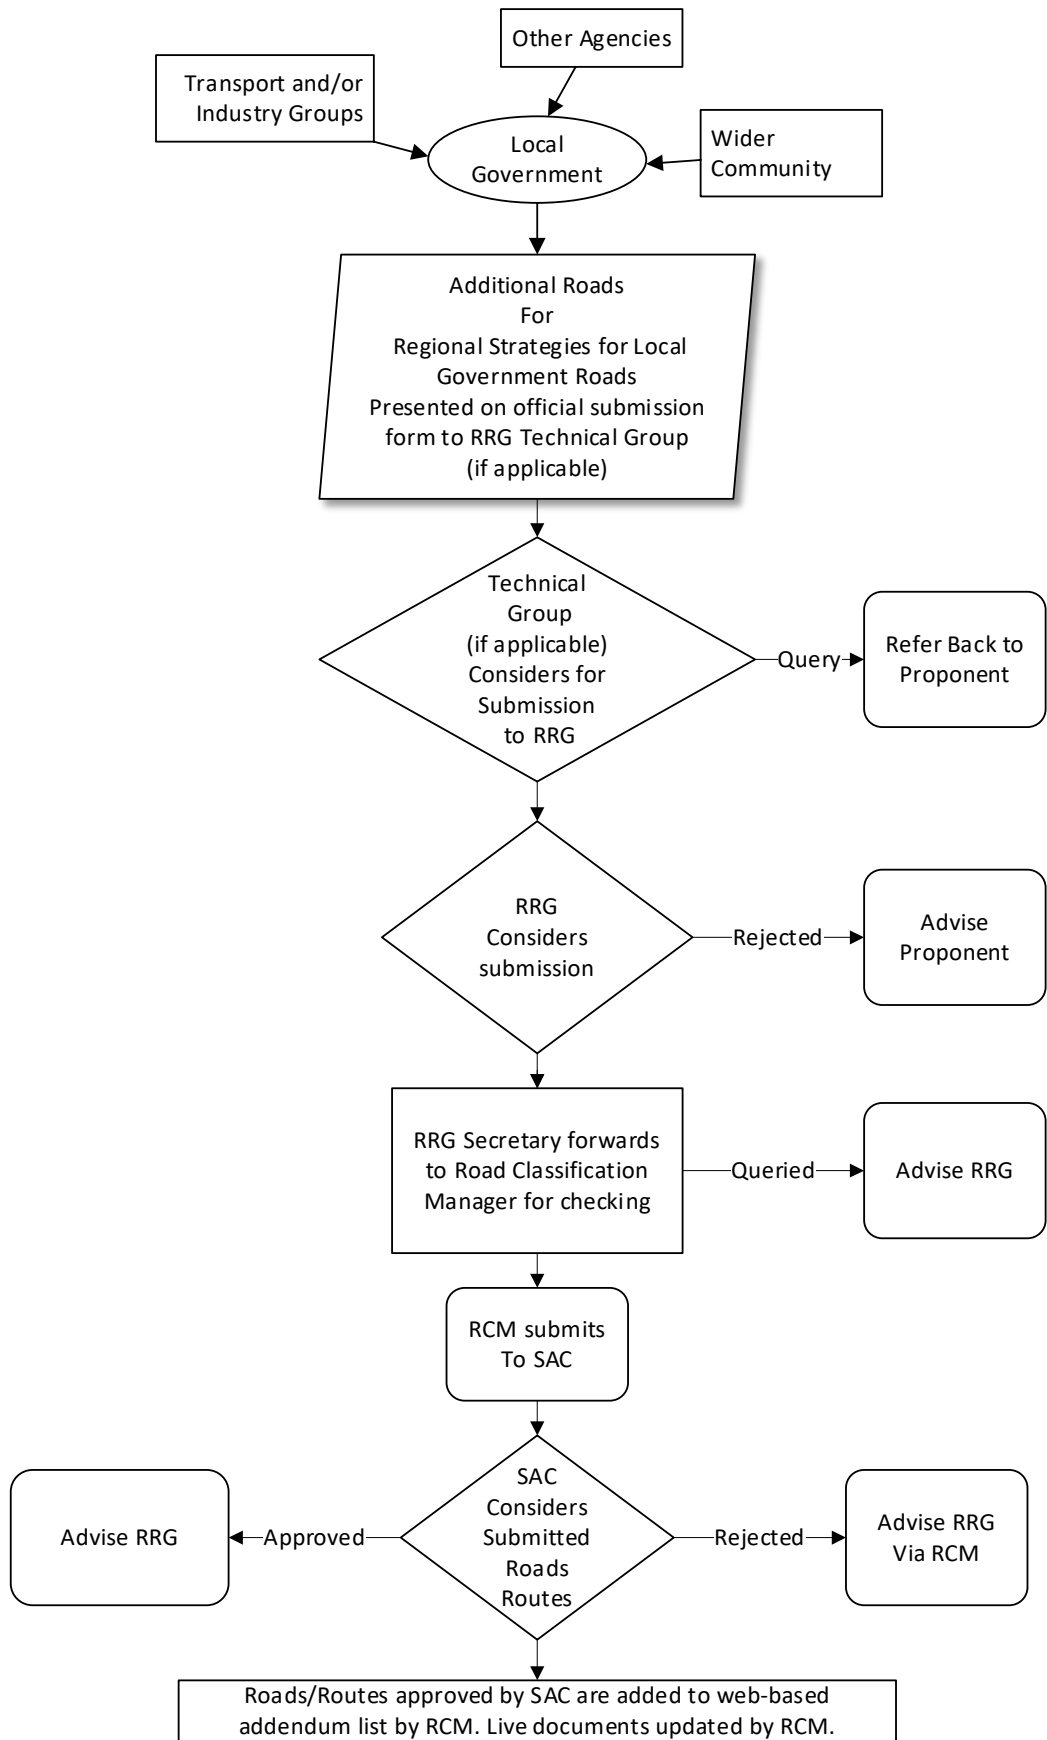 Other Agencies
Transport and/or
Industry Groups
Local
Government
Wider
Community
Additional Roads
For
Regional Strategies for Local
Government Roads
Presented on official submission
form to RRG Technical Group
(if applicable)
Technical
Group
(if applicable)
Considers for
Submission
to RRG
Query
Refer Back to
Proponent
RRG
Considers
submission
Rejected
Advise
Proponent
RRG Secretary forwards
to Road Classification
Manager for checking
Queried
Advise RRG
RCM submits
To SAC
SAC
Considers
Submitted
Roads
Routes
Approved
Advise RRG
Rejected
Advise RRG
Via RCM
Roads/Routes approved by SAC are added to web-based
addendum list by RCM. Live documents updated by RCM.